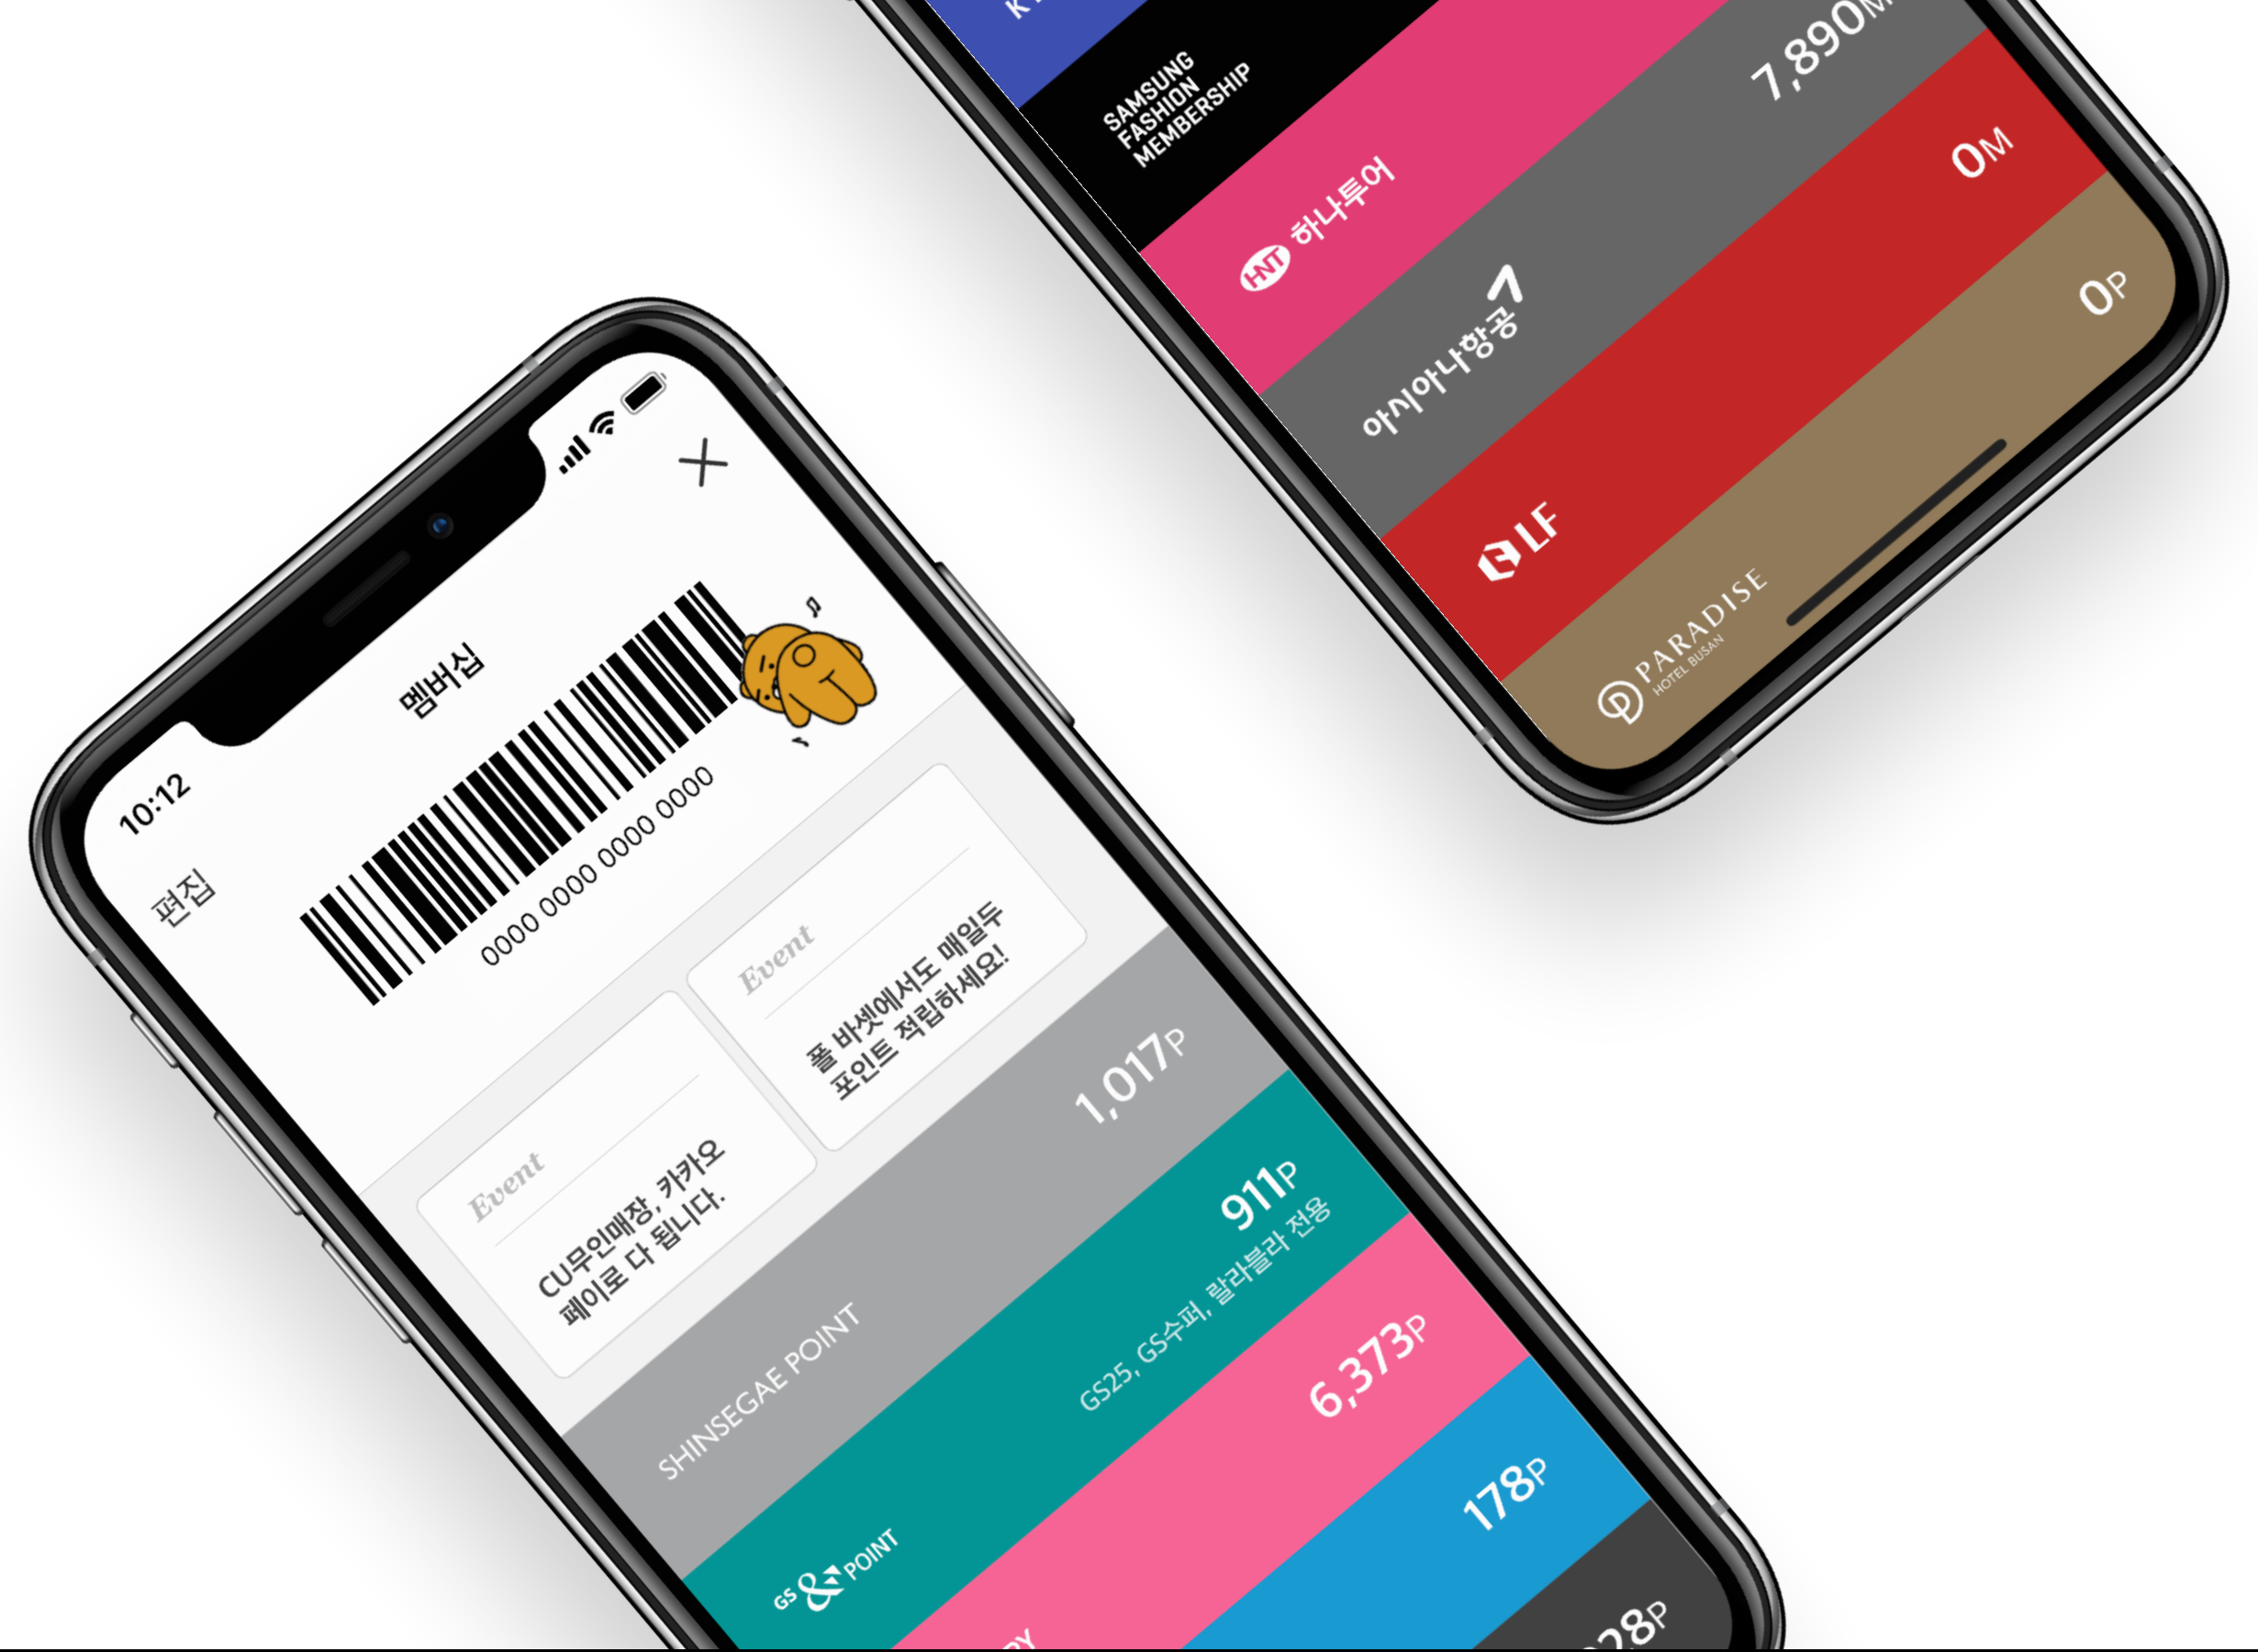 10:12
편집
멤버십
0000 0000 0000 0000 0000
Event
CU무인매장, 카카오
페이로 다 됩니다.
Event
폴 바셋에서도 매일두
포인트 적립하세요!
SHINSEGAE POINT
1,017P
GS & POINT
911P
GS25, GS수퍼, 랄라블라 전용
6,373P
178P
SAMSUNG
FASHION
MEMBERSHIP
HNT 하나투어
아시아나항공
7,890M
LF
0M
PARADISE
HOTEL BUSAN
0P